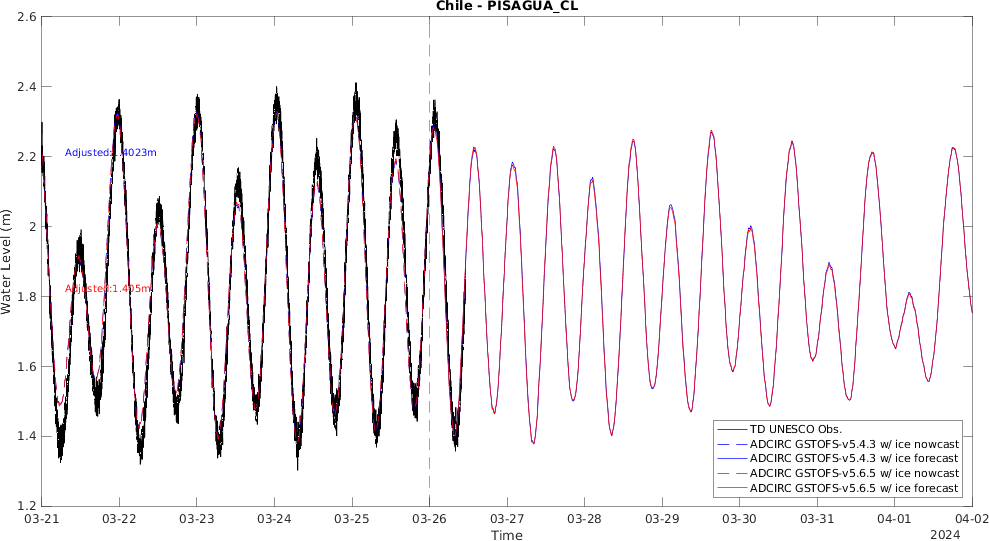 Chile - PISAGUA_CL
2.6
2.4
2.2
2
1.8
1.6
1.4
1.2
Water Level (m)
Adjusted:1.4023m
Adjusted:1.405m
TD UNESCO Obs.
ADCIRC GSTOFS-v5.4.3 w/ ice nowcast
ADCIRC GSTOFS-v5.4.3 w/ ice forecast
ADCIRC GSTOFS-v5.6.5 w/ ice nowcast
ADCIRC GSTOFS-v5.6.5 w/ ice forecast
03-21 03-22 03-23 03-24 03-25 03-26 03-27 03-28 03-29 03-30 03-31 04-01 04-02
Time
2024